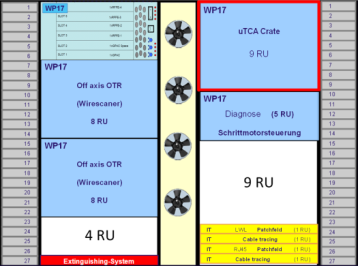 WP17
WP17
Off axis OTR
(Wirescaner)
8 RU
WP17
Off axis OTR
(Wirescaner)
8 RU
4 RU
Extinguishing-System
WP17
uTCA Crate
9 RU
WP17
Diagnose (5 RU)
Schrittmotorsteuerung
9 RU
IT LWL Patchfeld (1 RU)
IT Cable tracing (1 RU)
IT RJ45 Patchfeld (1 RU)
IT Cable tracing (1 RU)
2
3
4
5
6
7
8
9
10
11
12
13
14
15
16
17
18
19
20
21
22
23
24
25
26
27
1
2
3
4
5
6
7
8
9
10
11
12
13
14
15
16
17
18
19
20
21
22
23
24
25
26
27